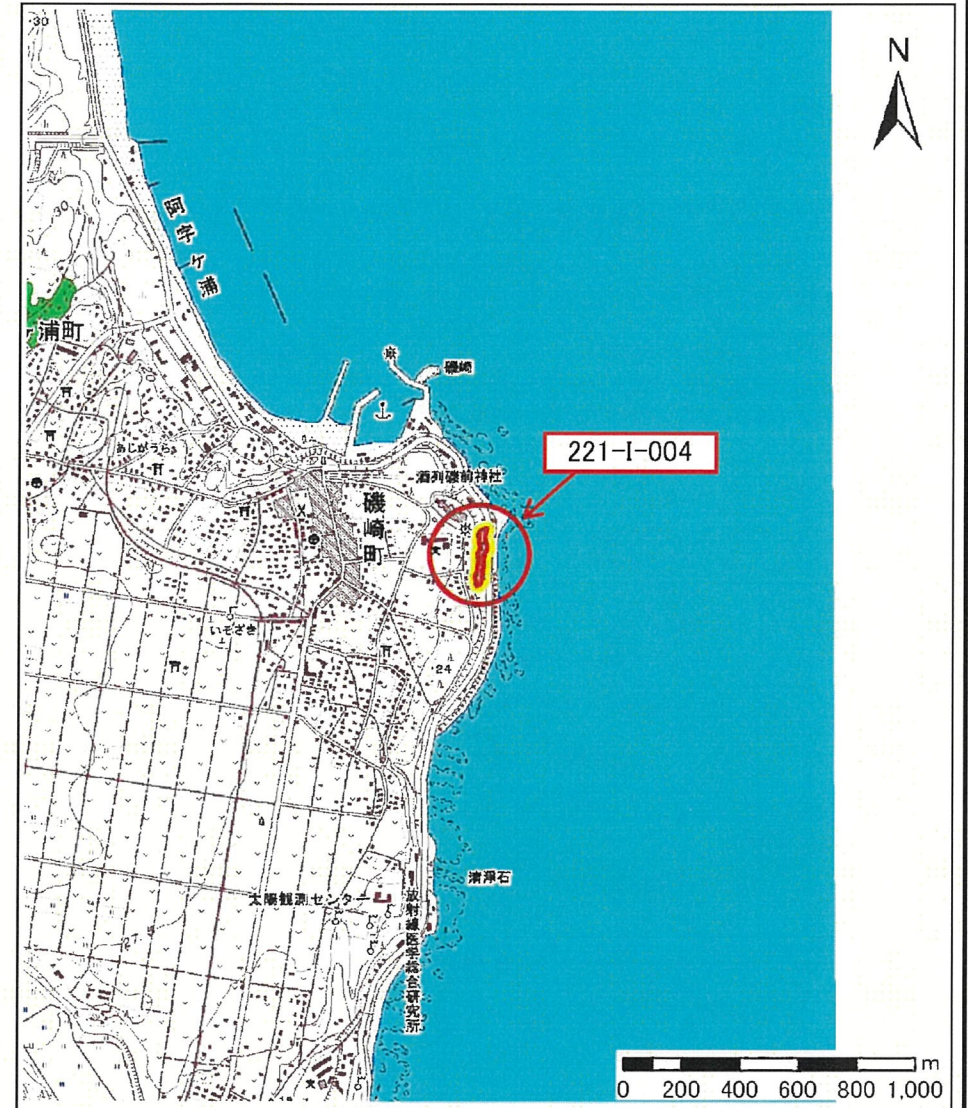 30
N
阿字ケ浦
30
浦町
磯崎
あじがうら
221-I-004
酒列磯前神社
磯崎町
いそざき
24
清浄石
太陽観測センター
放射線医学総合研究所
27.
m
0 200 400 600 800 1,000